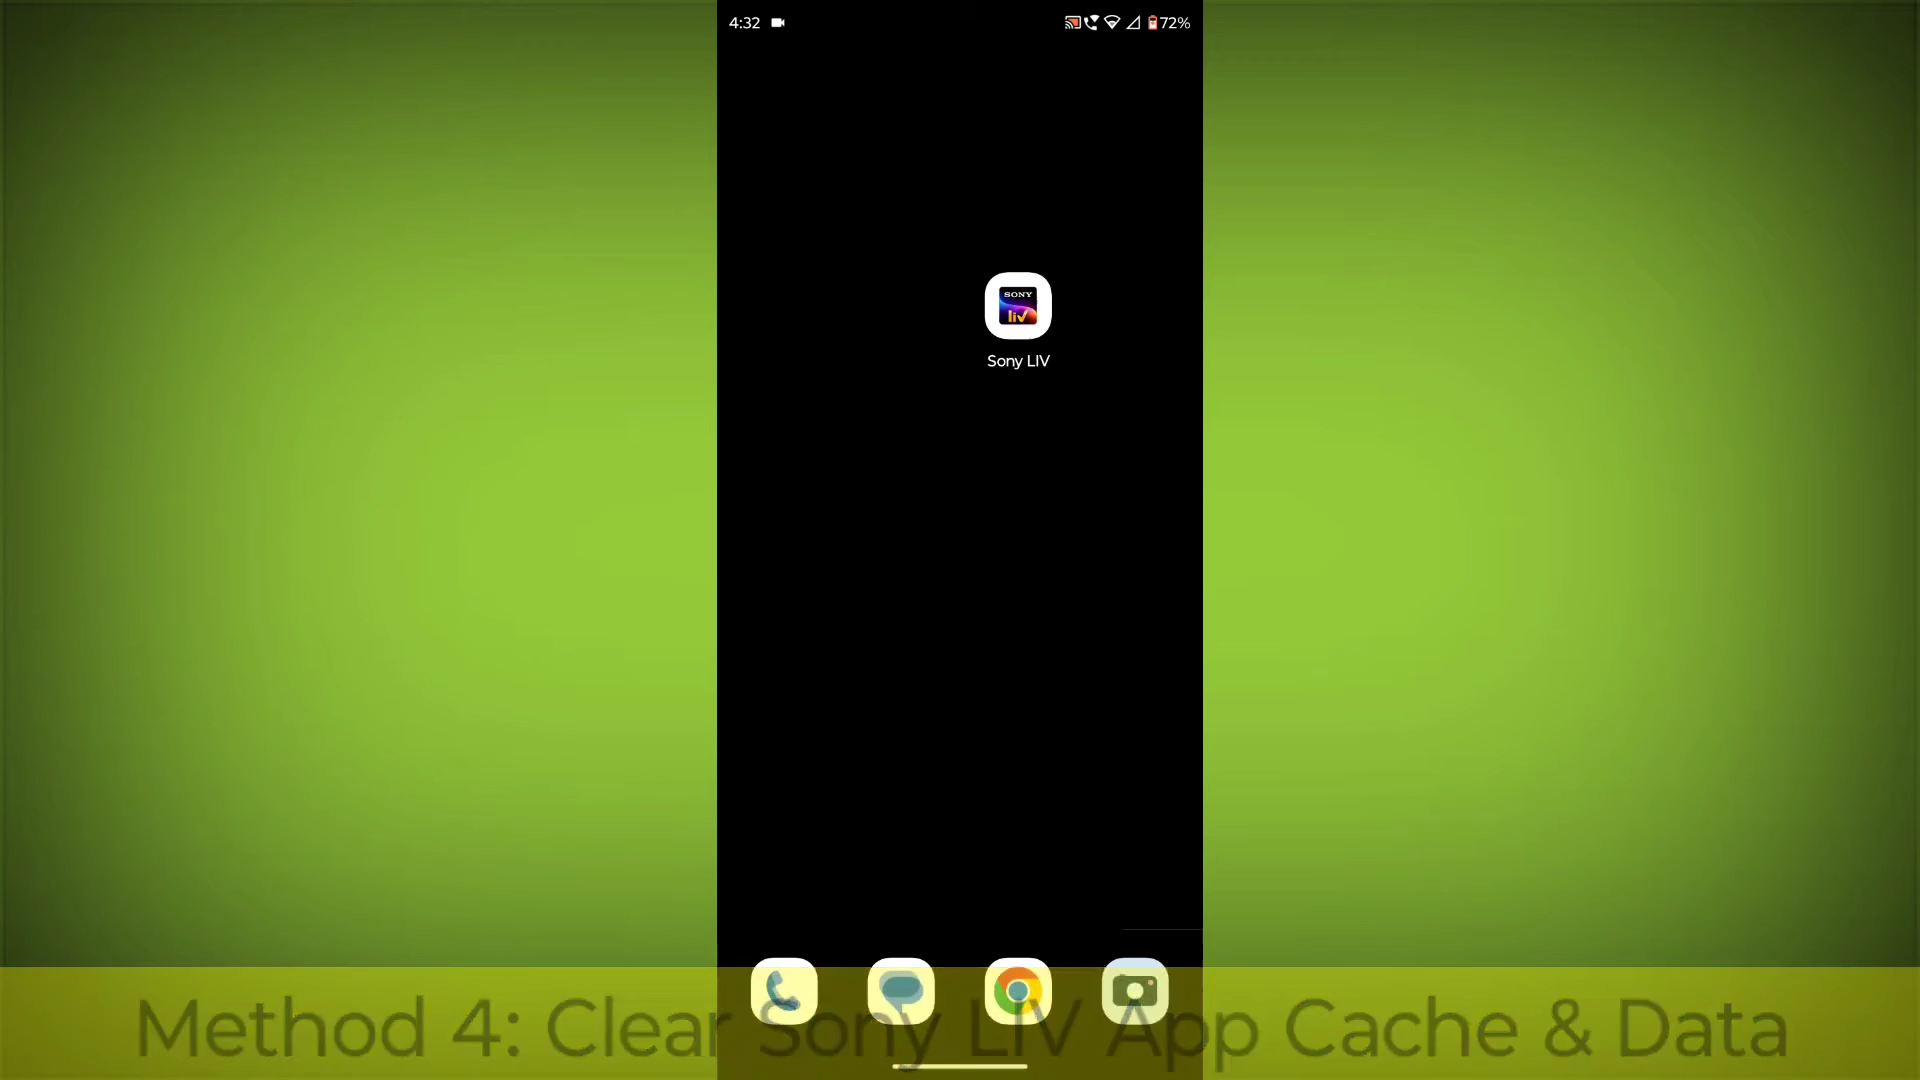 4:32
72%
SONY
liv
Sony LIV
Method 4: Clear Sony LIV App Cache & Data